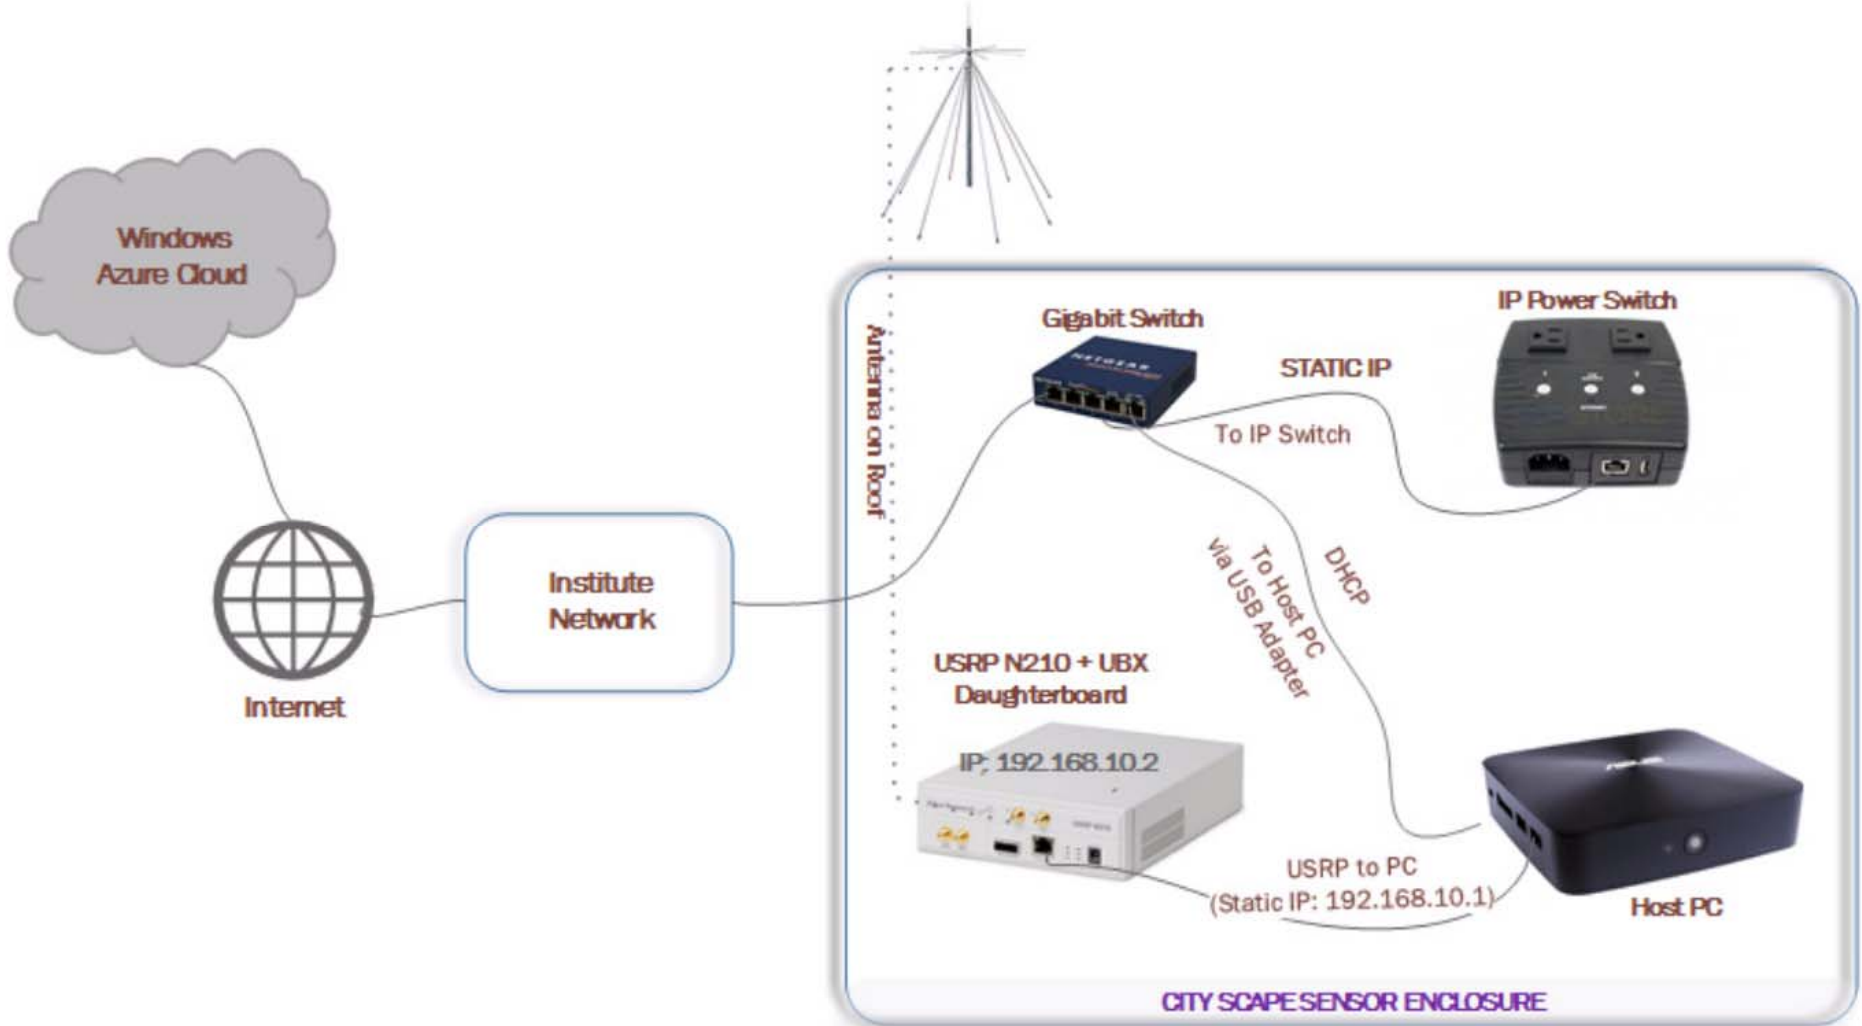 Windows
Azure Cloud
Internet
Institute
Network
Antenna on Roof
Gigabit Switch
NETGEAR
STATIC IP
To IP Switch
IP Power Switch
DHCP
To Host PC
via USB Adapter
USRP N210 + UBX
Daughterboard
IP; 192.168.10.2
USRP to PC
(Static IP: 192.168.10.1)
Host PC
CITY SCAPE SENSOR ENCLOSURE